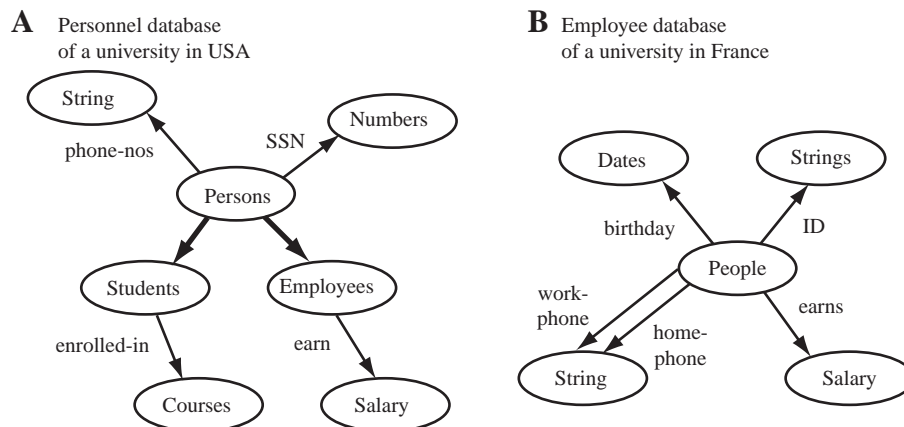 A Personnel database
of a university in USA
String
Numbers
SSN
phone-nos
Persons
Students
Employees
enrolled-in
earn
Courses
Salary
B Employee database
of a university in France
Dates
Strings
birthday
ID
People
work-
phone
home-
phone
earns
String
Salary